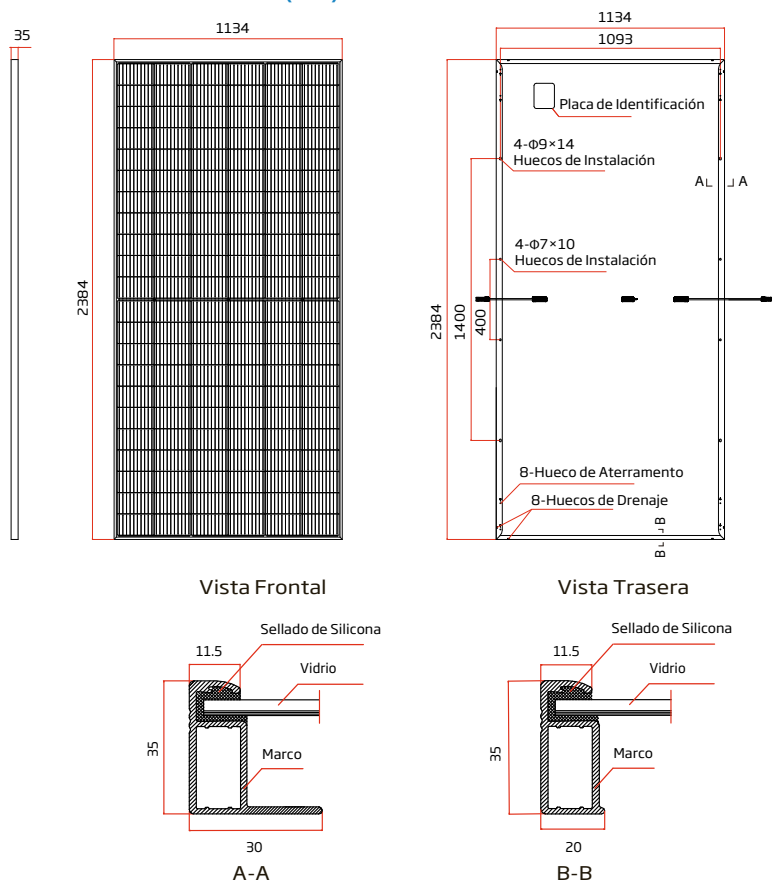 35
1134
2384
Vista Frontal
1134
1093
Placa de Identificación
4-Φ9×14
Huecos de Instalación
A A
4-Φ7×10
Huecos de Instalación
2384
1400
400
8-Hueco de Aterramento
8-Huecos de Drenaje
B B
Vista Trasera
11.5
Sellado de Silicona
Vidrio
35
Marco
30
A-A
11.5
Sellado de Silicona
Vidrio
35
Marco
20
B-B